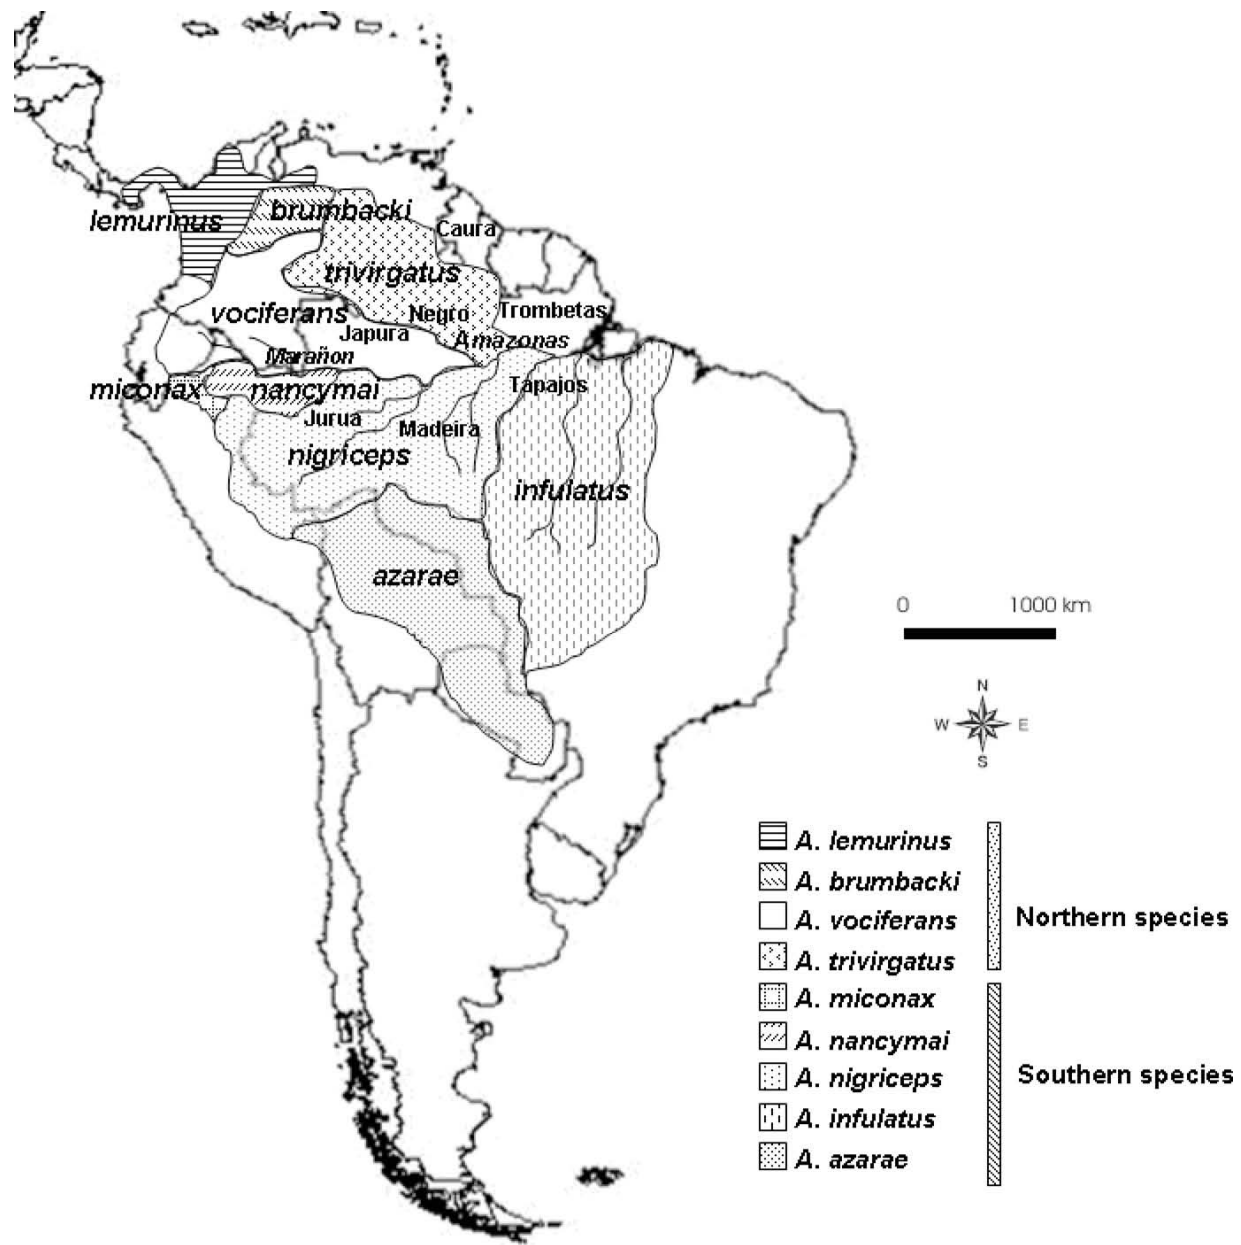 lemurinus
brumbacki
Caura
trivirgatus
vociferans
Negro
Trombetas
Japura
Amazonas
Marañon
miconax
nancymai
Tapajos
Jurua
Madeira
nigriceps
infulatus
azarae
0 1000 km
N
W E
S
A. lemurinus
A. brumbacki
A. vociferans
Northern species
A. trivirgatus
A. miconax
A. nancymai
Southern species
A. nigriceps
A. infulatus
A. azarae